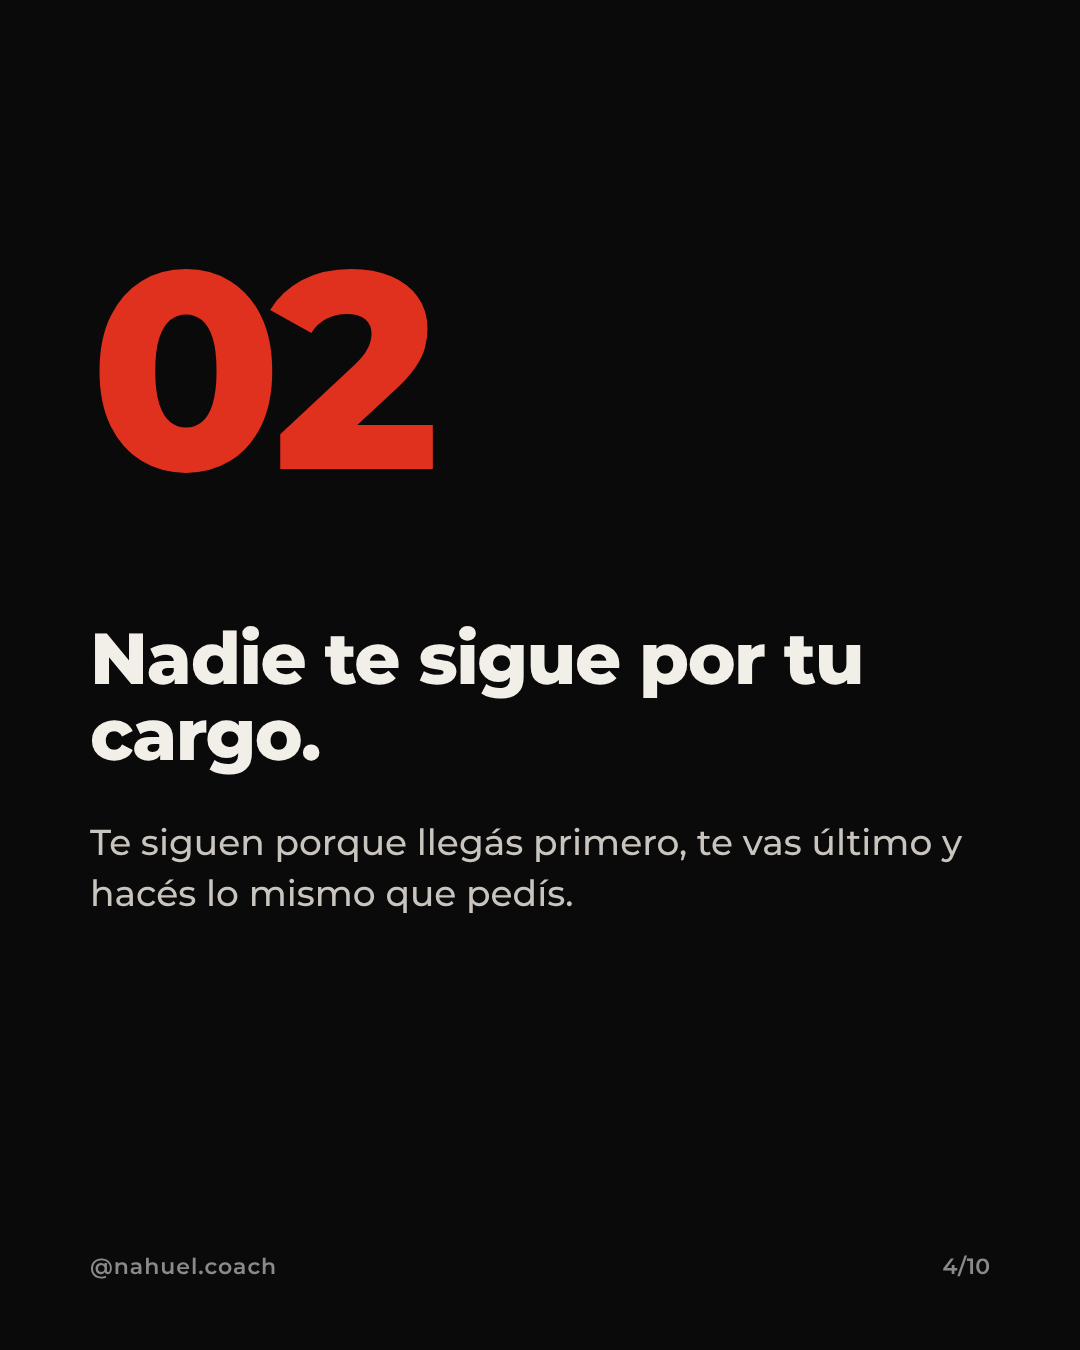 02
Nadie te sigue por tu
cargo.
Te siguen porque llegás primero, te vas último y
hacés lo mismo que pedís.
@nahuel.coach
4/10